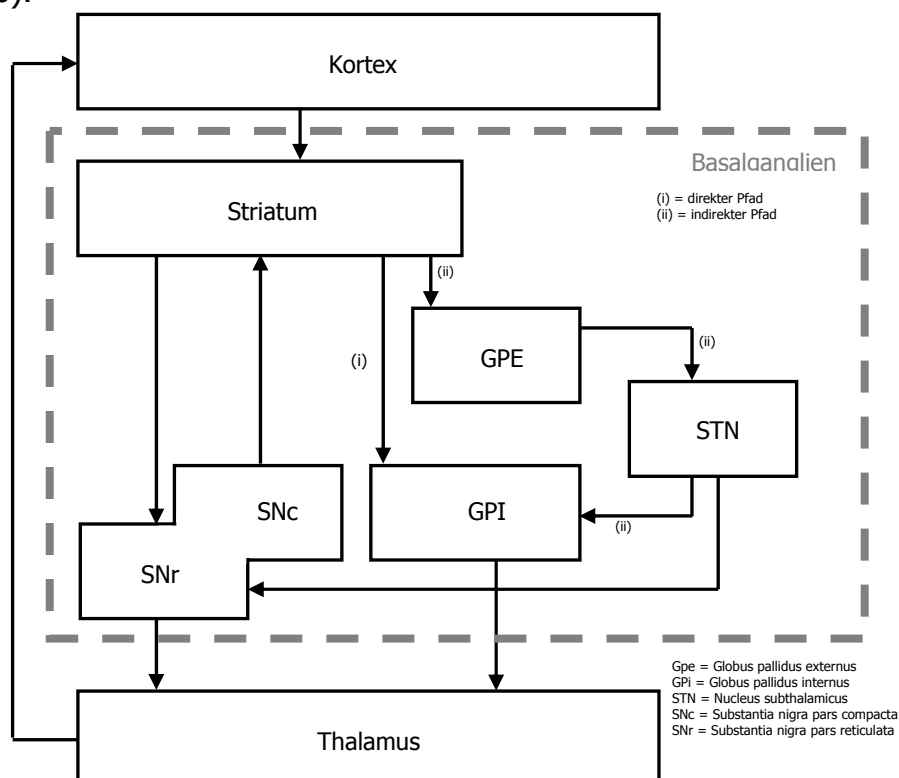 Kortex
Basalganglien
(i) = direkter Pfad
(ii) = indirekter Pfad
Striatum
(ii)
(i)
GPE
(ii)
STN
SNc
GPI
(ii)
SNr
Gpe = Globus pallidus externus
GPi = Globus pallidus internus
STN = Nucleus subthalamicus
SNc = Substantia nigra pars compacta
SNr = Substantia nigra pars reticulata
Thalamus